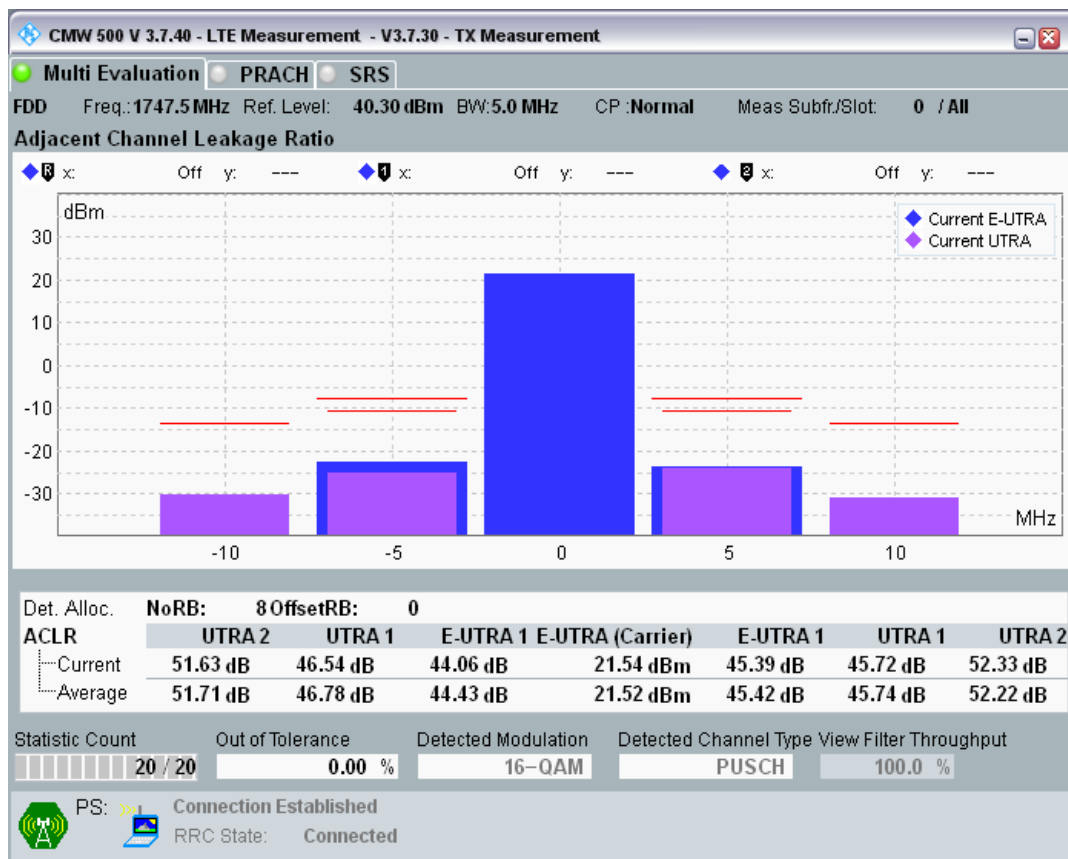 CMW 500 V 3.7.40 - LTE Measurement - V3.7.30 - TX Measurement
Multi Evaluation PRACH SRS
FDD Freq.:1747.5 MHz Ref. Level: 40.30 dBm BW:5.0 MHz CP :Normal Meas Subfr./Slot: 0 / All
Adjacent Channel Leakage Ratio
R x: Off y: --- 1 x: Off y: --- 2 x: Off y: ---
dBm
Current E-UTRA
Current UTRA
30
20
10
0
-10
-20
-30
MHz
-10 -5 0 5 10
Det. Alloc. NoRB: 8 OffsetRB: 0
ACLR UTRA 2 UTRA 1 E-UTRA 1 E-UTRA (Carrier) E-UTRA 1 UTRA 1 UTRA 2
Current 51.63 dB 46.54 dB 44.06 dB 21.54 dBm 45.39 dB 45.72 dB 52.33 dB
Average 51.71 dB 46.78 dB 44.43 dB 21.52 dBm 45.42 dB 45.74 dB 52.22 dB
Statistic Count Out of Tolerance Detected Modulation Detected Channel Type View Filter Throughput
20 / 20 0.00 % 16-QAM PUSCH 100.0 %
PS: Connection Established
RRC State: Connected